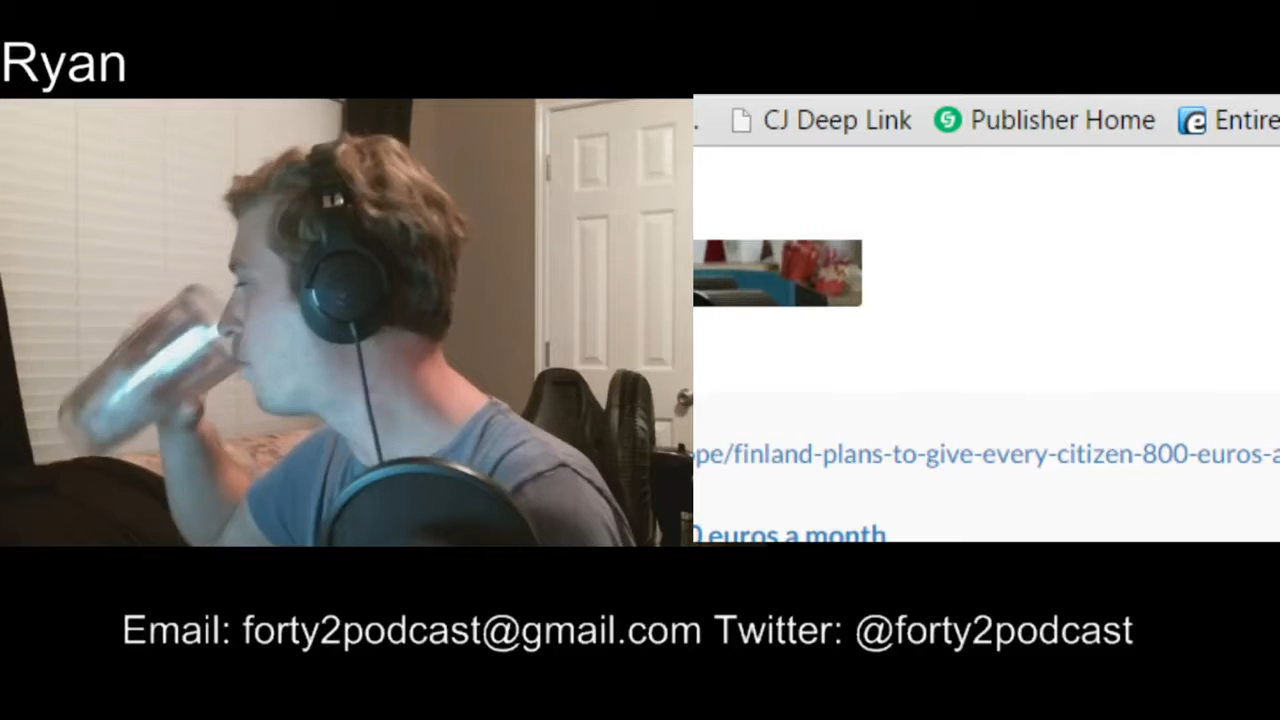 Ryan
CJ Deep Link Publisher Home Entire
pe/finland-plans-to-give-every-citizen-800-euros-a
euros a month
Email: forty2podcast@gmail.com Twitter: @forty2podcast